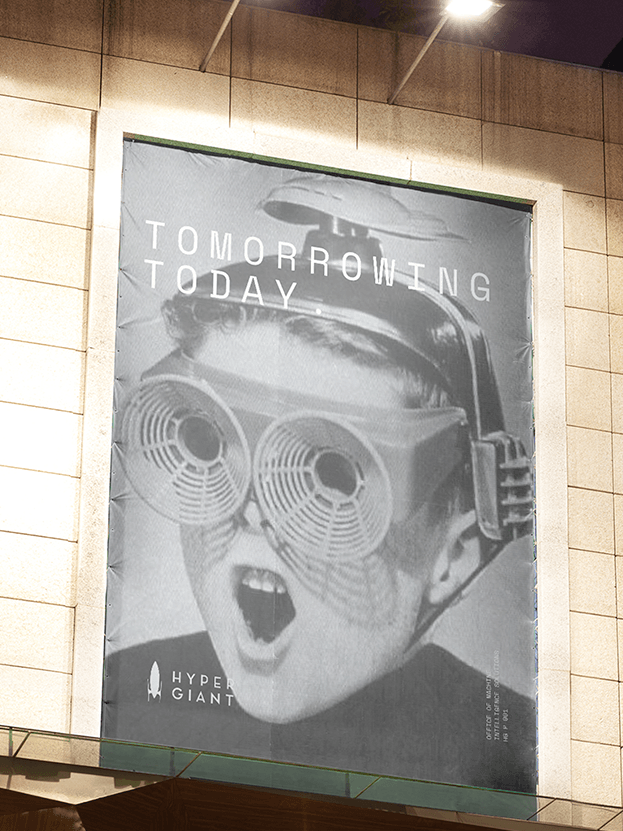 TOMORROWING
TODAY.
HYPER
GIANT
OFFICE OF MACHINE
INTELLIGENCE
HG P 001